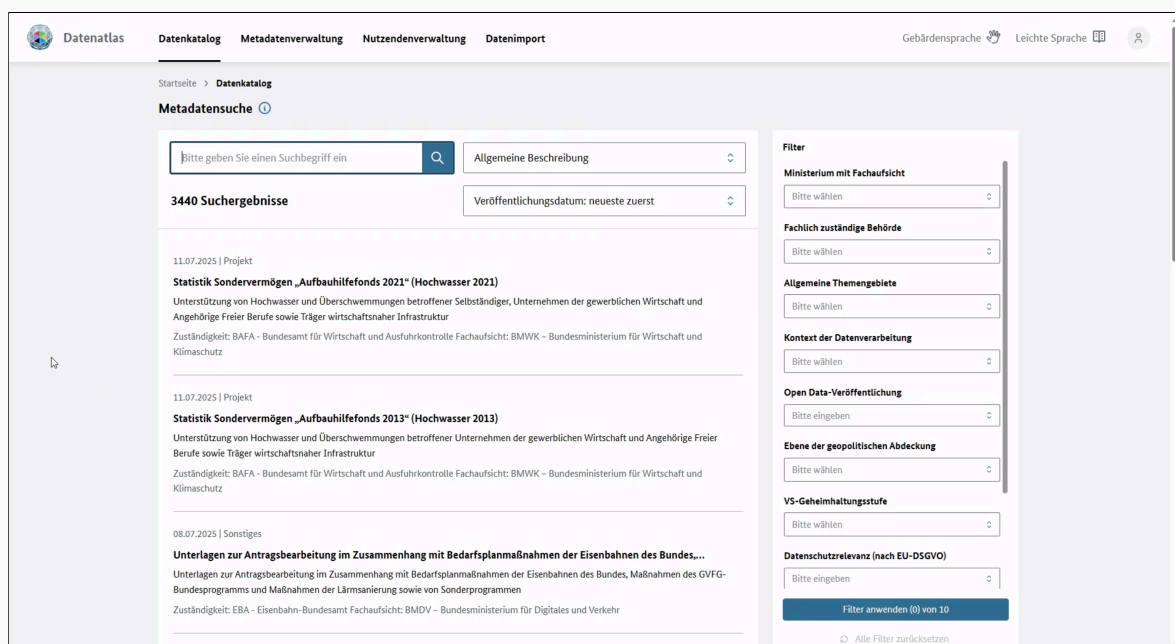 Datenatlas
Datenkatalog
Metadatenverwaltung
Nutzendenverwaltung
Datenimport
Gebärdensprache
Leichte Sprache
Startseite > Datenkatalog
Metadatensuche
Bitte geben Sie einen Suchbegriff ein
Allgemeine Beschreibung
3440 Suchergebnisse
Veröffentlichungsdatum: neueste zuerst
11.07.2025 | Projekt
Statistik Sondervermögen „Aufbauhilfefonds 2021“ (Hochwasser 2021)
Unterstützung von Hochwasser und Überschwemmungen betroffener Selbständiger, Unternehmen der gewerblichen Wirtschaft und
Angehörige Freier Berufe sowie Träger wirtschaftsnaher Infrastruktur
Zuständigkeit: BAFA - Bundesamt für Wirtschaft und Ausfuhrkontrolle Fachaufsicht: BMWK – Bundesministerium für Wirtschaft und
Klimaschutz
11.07.2025 | Projekt
Statistik Sondervermögen „Aufbauhilfefonds 2013“ (Hochwasser 2013)
Unterstützung von Hochwasser und Überschwemmungen betroffener Unternehmen der gewerblichen Wirtschaft und Angehörige Freier
Berufe sowie Träger wirtschaftsnaher Infrastruktur
Zuständigkeit: BAFA - Bundesamt für Wirtschaft und Ausfuhrkontrolle Fachaufsicht: BMWK – Bundesministerium für Wirtschaft und
Klimaschutz
08.07.2025 | Sonstiges
Unterlagen zur Antragsbearbeitung im Zusammenhang mit Bedarfsplanmaßnahmen der Eisenbahnen des Bundes,...
Unterlagen zur Antragsbearbeitung im Zusammenhang mit Bedarfsplanmaßnahmen der Eisenbahnen des Bundes, Maßnahmen des GVFG-
Bundesprogramms und Maßnahmen der Lärmsanierung sowie von Sonderprogrammen
Zuständigkeit: EBA - Eisenbahn-Bundesamt Fachaufsicht: BMDV – Bundesministerium für Digitales und Verkehr
Filter
Ministerium mit Fachaufsicht
Bitte wählen
Fachlich zuständige Behörde
Bitte wählen
Allgemeine Themengebiete
Bitte wählen
Kontext der Datenverarbeitung
Bitte wählen
Open Data-Veröffentlichung
Bitte eingeben
Ebene der geopolitischen Abdeckung
Bitte wählen
VS-Geheimhaltungsstufe
Bitte wählen
Datenschutzrelevanz (nach EU-DSGVO)
Bitte eingeben
Filter anwenden (0) von 10
Alle Filter zurücksetzen